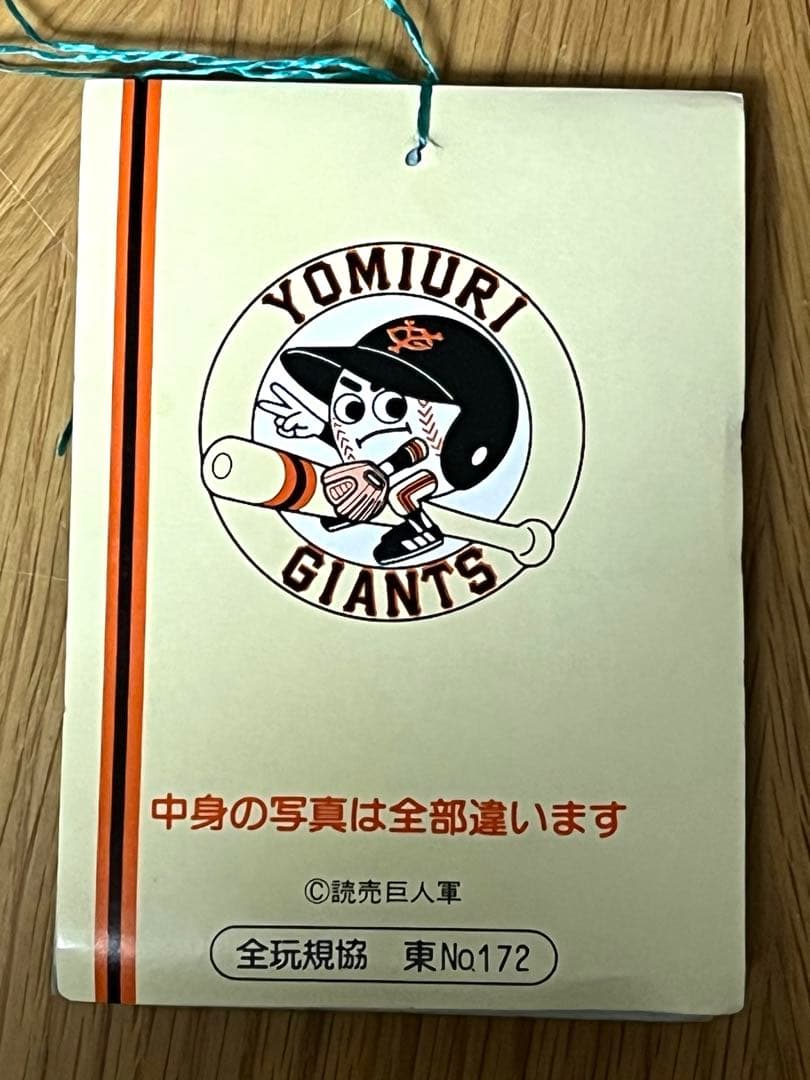 YOMIURI
GIANTS
中身の写真は全部違います
©読売巨人軍
全玩規協 東No.172